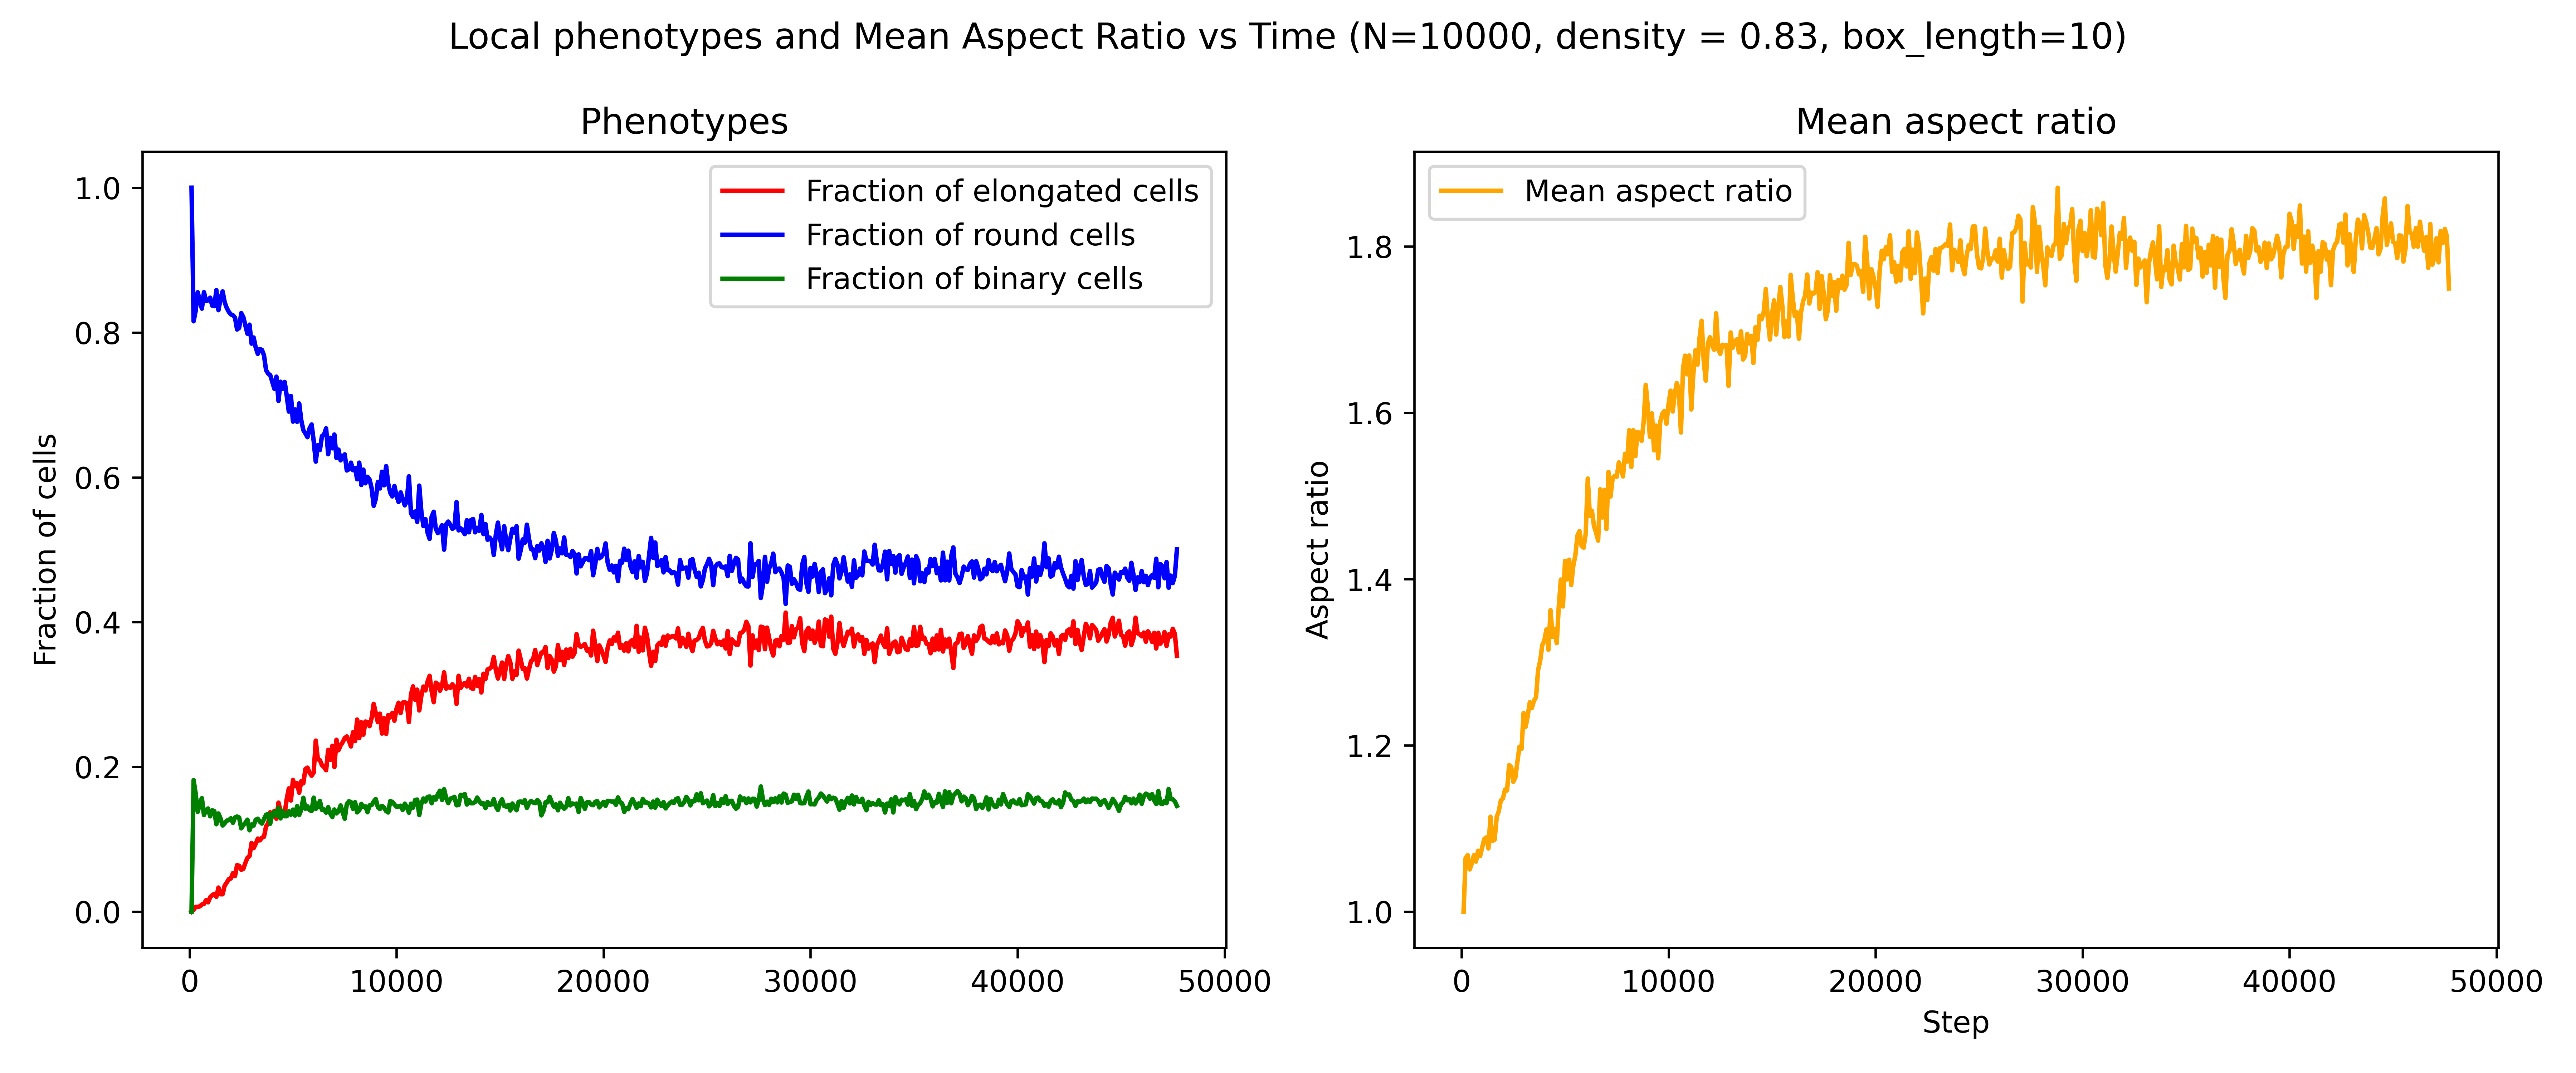 Local phenotypes and Mean Aspect Ratio vs Time (N=10000, density = 0.83, box_length=10)
Phenotypes
Fraction of cells
1.0
0.8
0.6
0.4
0.2
0.0
Fraction of elongated cells
Fraction of round cells
Fraction of binary cells
0 10000 20000 30000 40000 50000
Mean aspect ratio
Aspect ratio
1.8
1.6
1.4
1.2
1.0
Mean aspect ratio
0 10000 20000 30000 40000 50000
Step